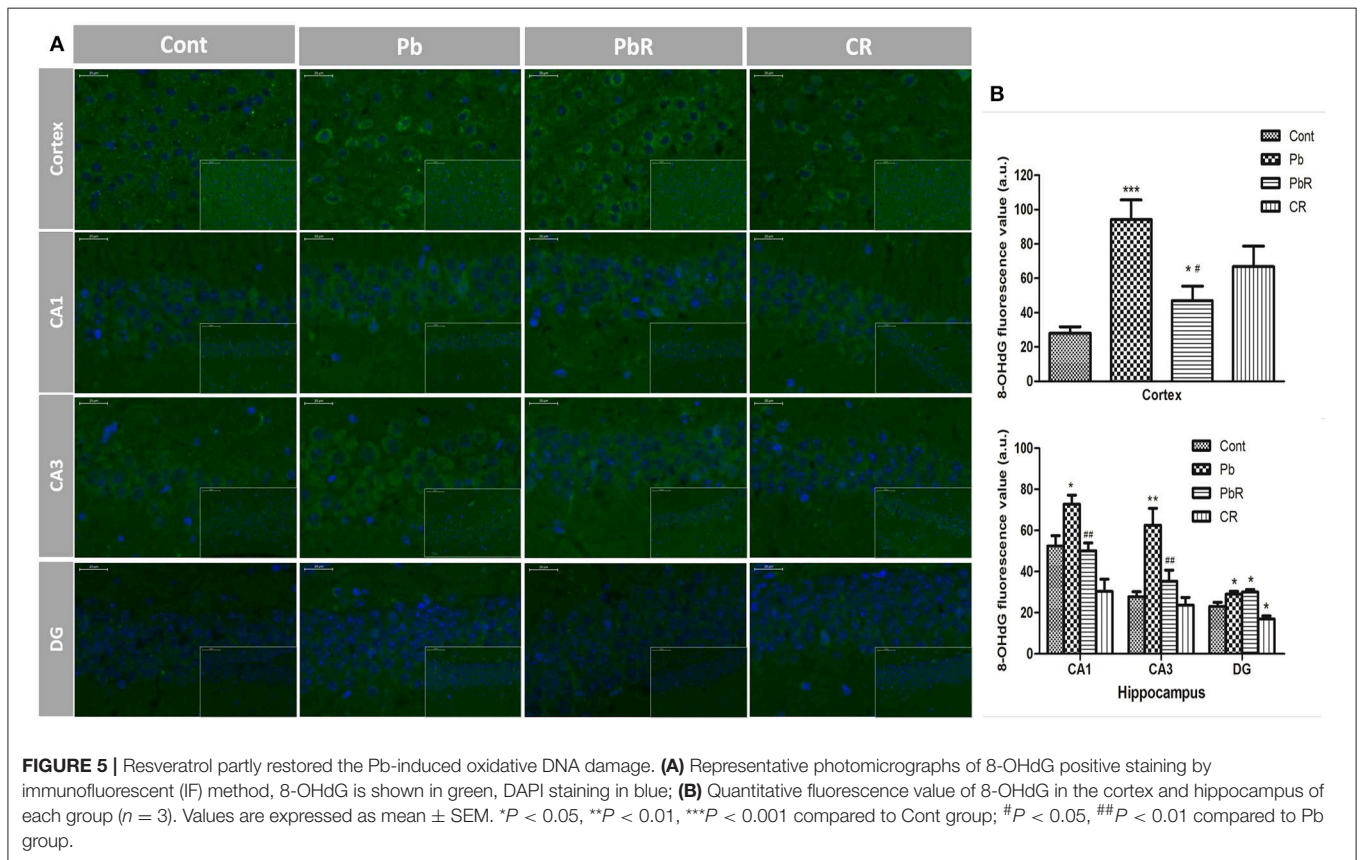 A
Cont Pb PbR CR
Cortex
CA1
CA3
DG
B
Cont
Pb
PbR
CR
8-OHdG fluorescence value (a.u.)
120
100
80
60
40
20
0
***
* #
Cortex
Cont
Pb
PbR
CR
8-OHdG fluorescence value (a.u.)
100
80
60
40
20
0
*
##
**
##
*
*
*
CA1 CA3 DG
Hippocampus
FIGURE 5 | Resveratrol partly restored the Pb-induced oxidative DNA damage. (A) Representative photomicrographs of 8-OHdG positive staining by
immunofluorescent (IF) method, 8-OHdG is shown in green, DAPI staining in blue; (B) Quantitative fluorescence value of 8-OHdG in the cortex and hippocampus of
each group (n = 3). Values are expressed as mean ± SEM. *P < 0.05, **P < 0.01, ***P < 0.001 compared to Cont group; #P < 0.05, ##P < 0.01 compared to Pb
group.